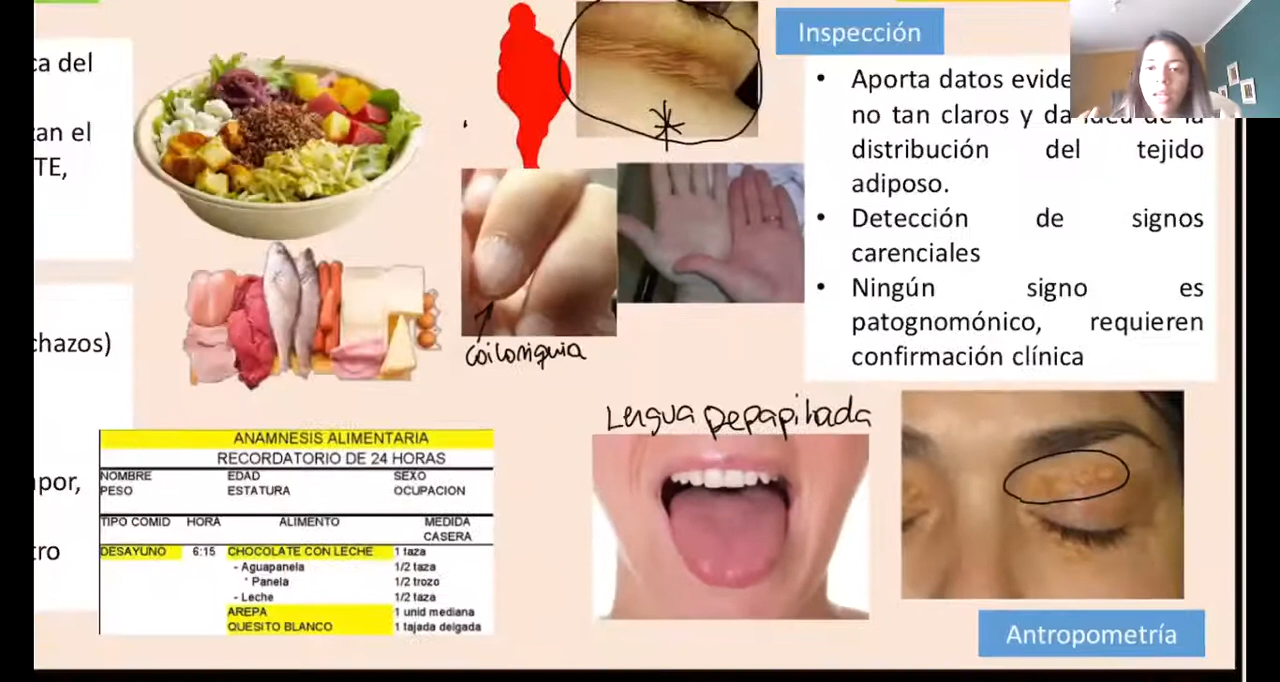 ca del
can el
TE,
chazos)
por,
tro
Inspección
• Aporta datos evide
no tan claros y da idea de la
distribución del tejido
adiposo.
• Detección de signos
carenciales
• Ningún signo es
patognomónico, requieren
confirmación clínica
Coiloniquia
Lengua depapilada
ANAMNESIS ALIMENTARIA
RECORDATORIO DE 24 HORAS
NOMBRE EDAD SEXO
PESO ESTATURA OCUPACION
TIPO COMID HORA ALIMENTO MEDIDA
CASERA
DESAYUNO 6:15 CHOCOLATE CON LECHE 1 taza
- Aguapanela 1/2 taza
* Panela 1/2 trozo
- Leche 1/2 taza
AREPA 1 unid mediana
QUESITO BLANCO 1 tajada delgada
Antropometría